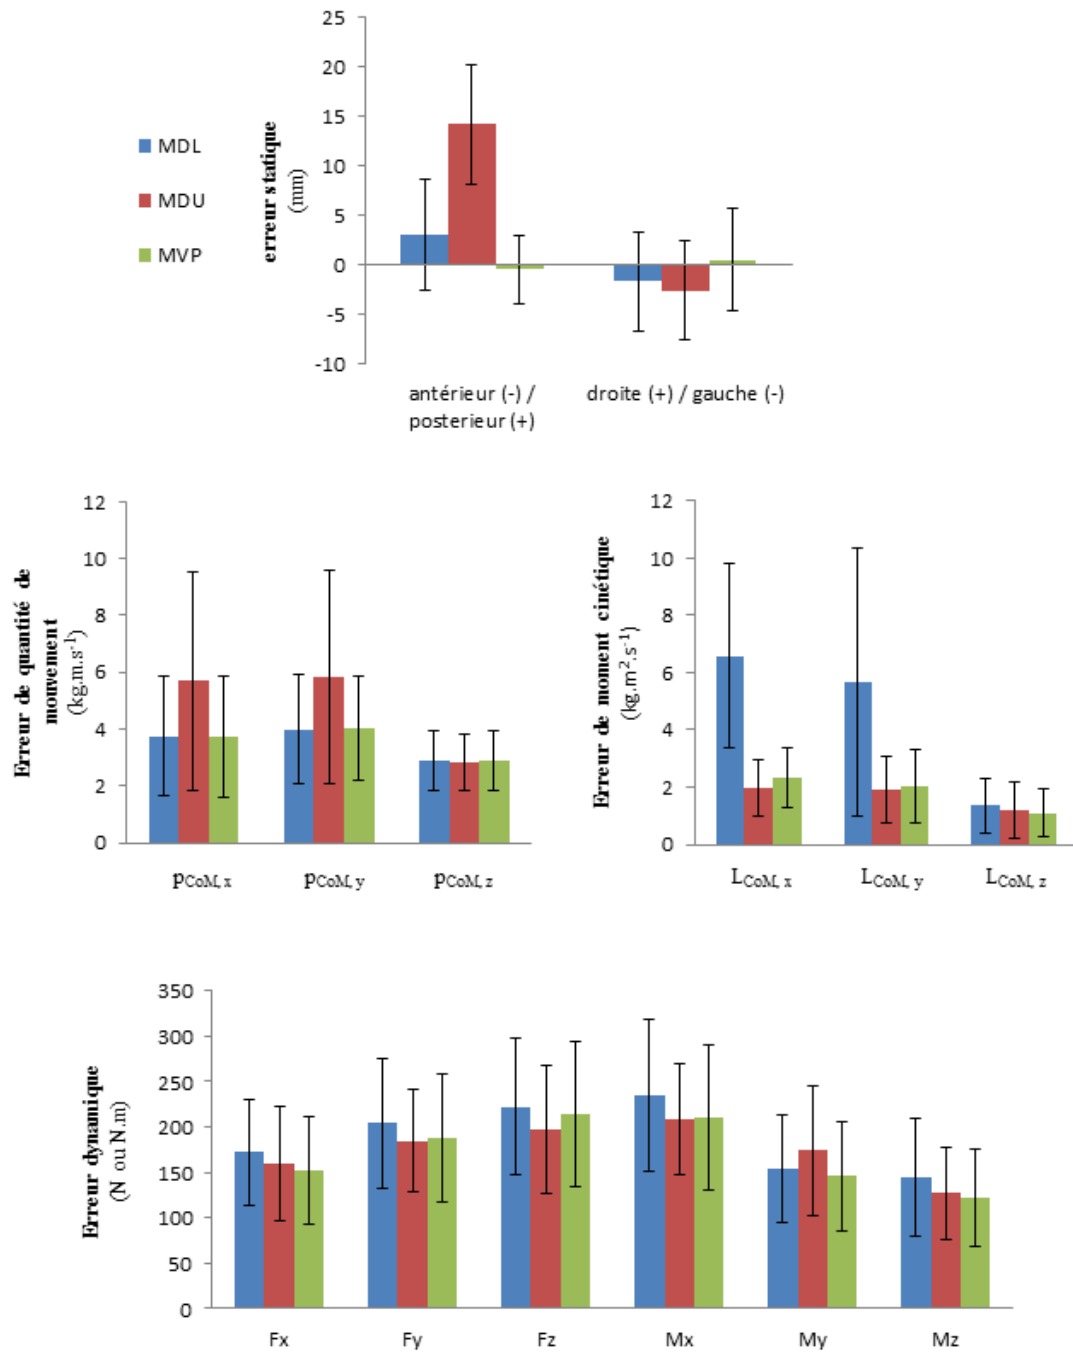 25
20
15
10
5
0
-5
-10
erreur statique
(mm)
MDL
MDU
MVP
antérieur (-) /
posterieur (+)
droite (+) / gauche (-)
12
10
8
6
4
2
0
Erreur de quantité de
mouvement
(kg.m.s⁻¹)
pCoM, x
pCoM, y
pCoM, z
12
10
8
6
4
2
0
Erreur de moment cinétique
(kg.m².s⁻¹)
LCoM, x
LCoM, y
LCoM, z
350
300
250
200
150
100
50
0
Erreur dynamique
(N ou N.m)
Fx
Fy
Fz
Mx
My
Mz